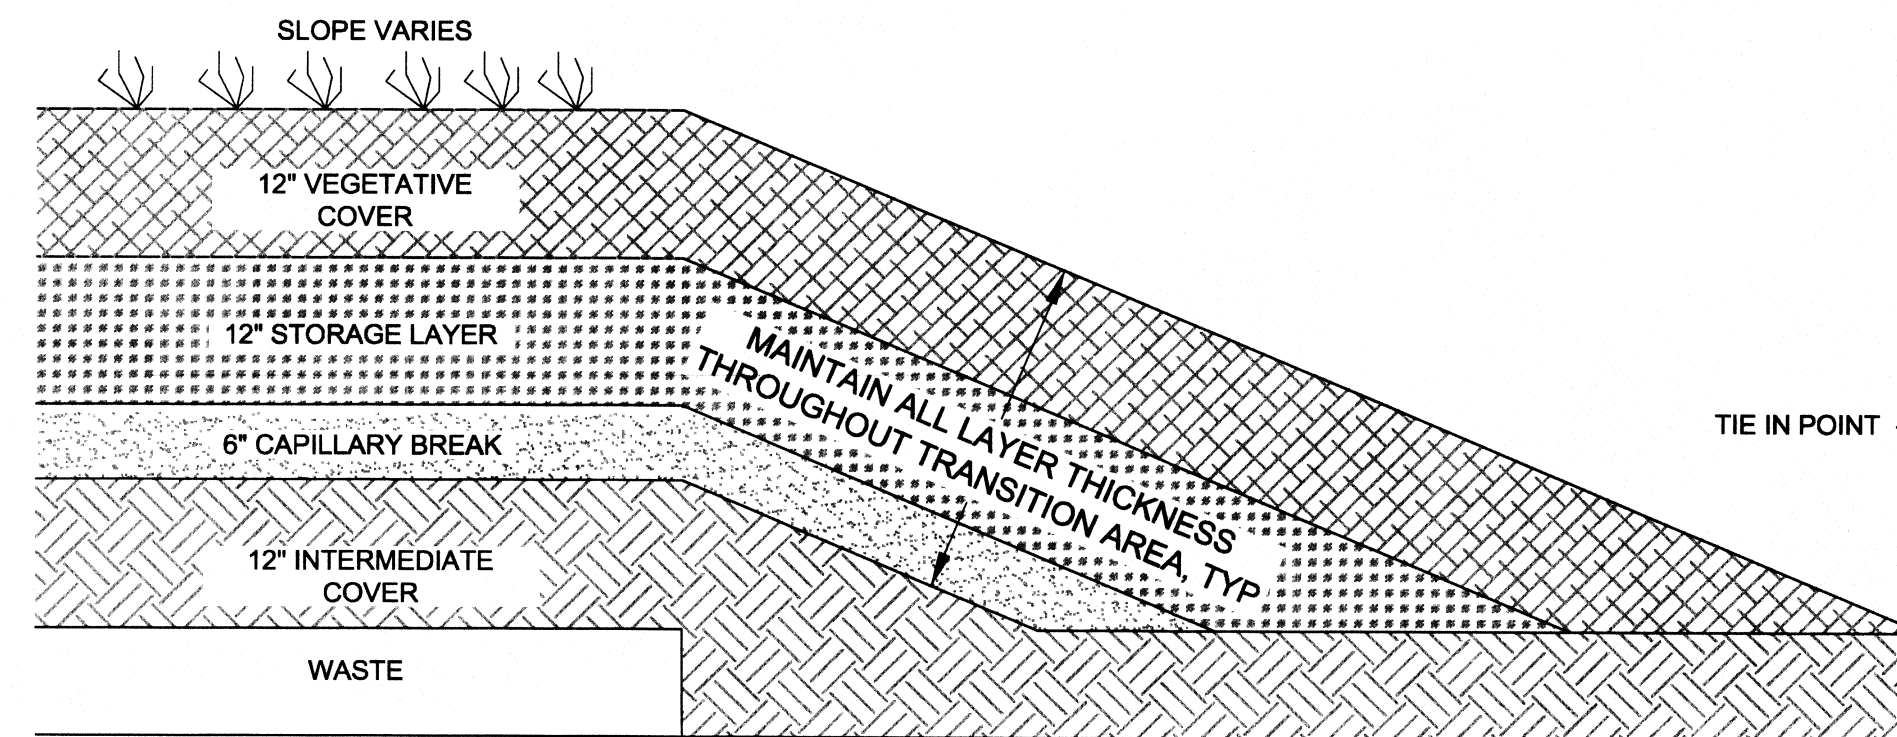 SLOPE VARIES
12" VEGETATIVE
COVER
12" STORAGE LAYER
6" CAPILLARY BREAK
12" INTERMEDIATE
COVER
WASTE
MAINTAIN ALL LAYER THICKNESS
THROUGHOUT TRANSITION AREA, TYP
TIE IN POINT